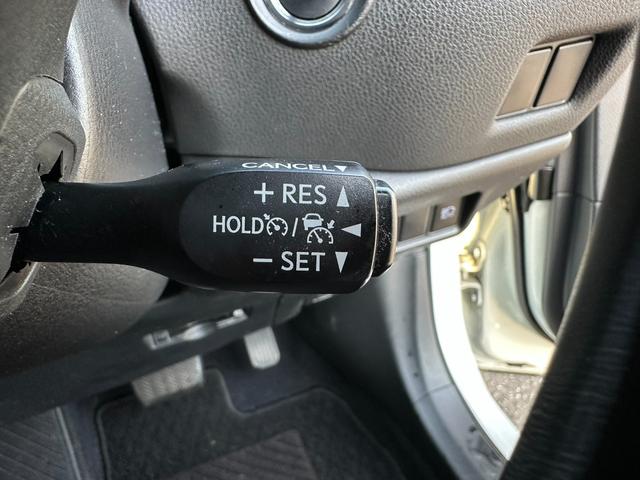 CANCEL▼
+ RES ▲
HOLD / ◀
− SET ▼